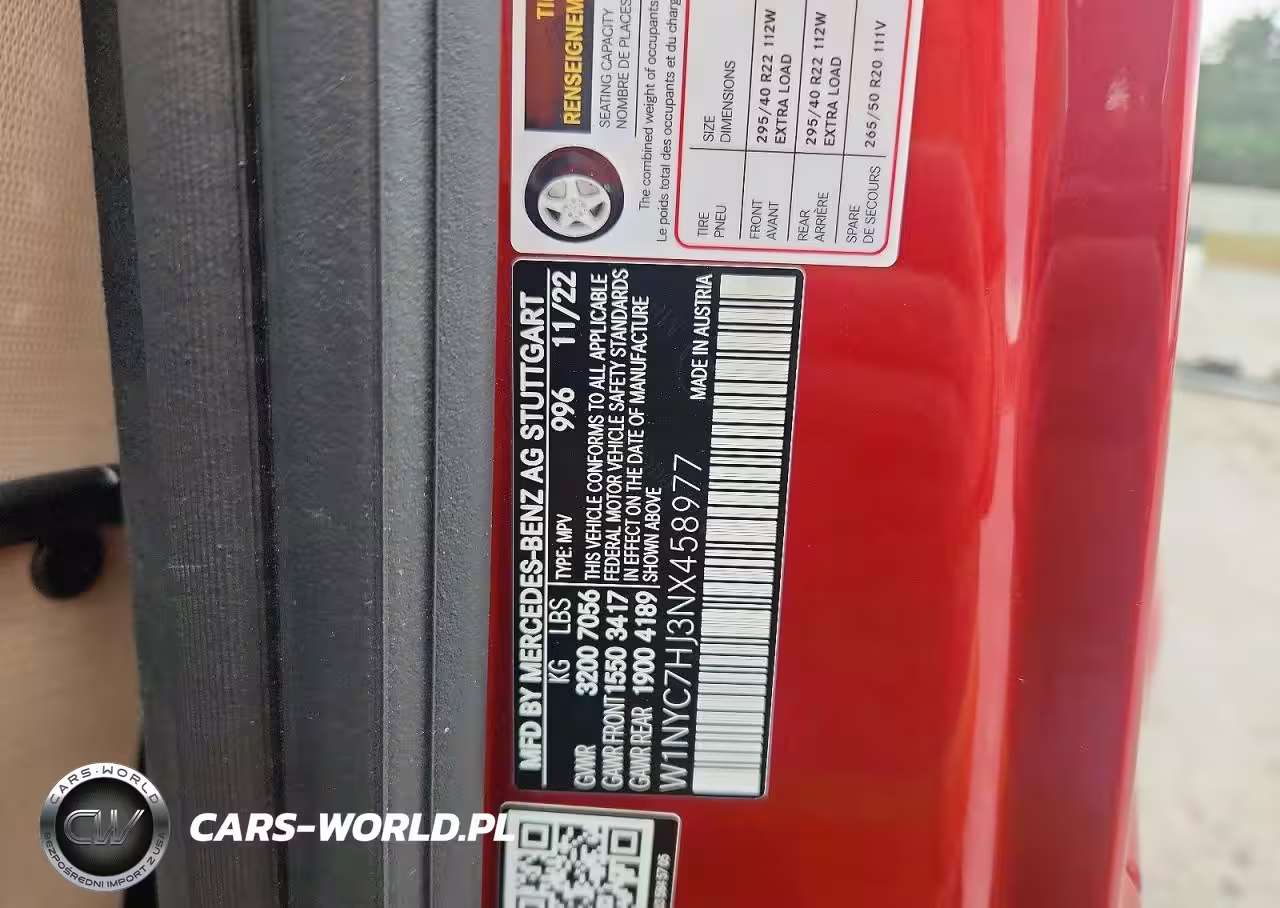 TI
RENSEIGNEM
SEATING CAPACITY
NOMBRE DE PLACES
The combined weight of occupants
Le poids total des occupants et du charg
TIRE SIZE
PNEU DIMENSIONS
FRONT 295/40 R22 112W
AVANT EXTRA LOAD
REAR 295/40 R22 112W
ARRIÈRE EXTRA LOAD
SPARE 265/50 R20 111V
DE SECOURS
MFD BY MERCEDES-BENZ AG STUTTGART
KG LBS TYPE: MPV 996 11/22
GVWR 3200 7056 THIS VEHICLE CONFORMS TO ALL APPLICABLE
GAWR FRONT 1550 3417 FEDERAL MOTOR VEHICLE SAFETY STANDARDS
GAWR REAR 1900 4189 IN EFFECT ON THE DATE OF MANUFACTURE
SHOWN ABOVE
W1NYC7HJ3NX458977 MADE IN AUSTRIA
CARS-WORLD
CW
BEZPOŚREDNI IMPORT Z USA
CARS-WORLD.PL